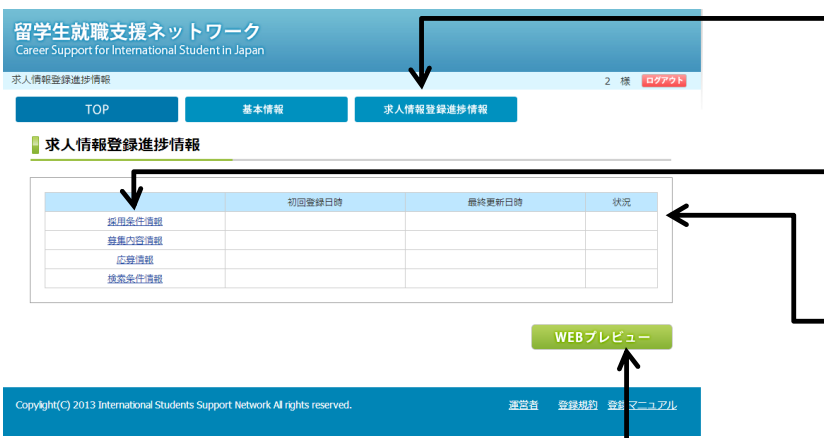 留学生就職支援ネットワーク
Career Support for International Student in Japan
求人情報登録進捗情報 2 様 ログアウト
TOP 基本情報 求人情報登録進捗情報
求人情報登録進捗情報
初回登録日時 最終更新日時 状況
採用条件情報
募集内容情報
応募情報
検索条件情報
WEBプレビュー
Copylight(C) 2013 International Students Support Network All rights reserved. 運営者 登録規約 登録マニュアル